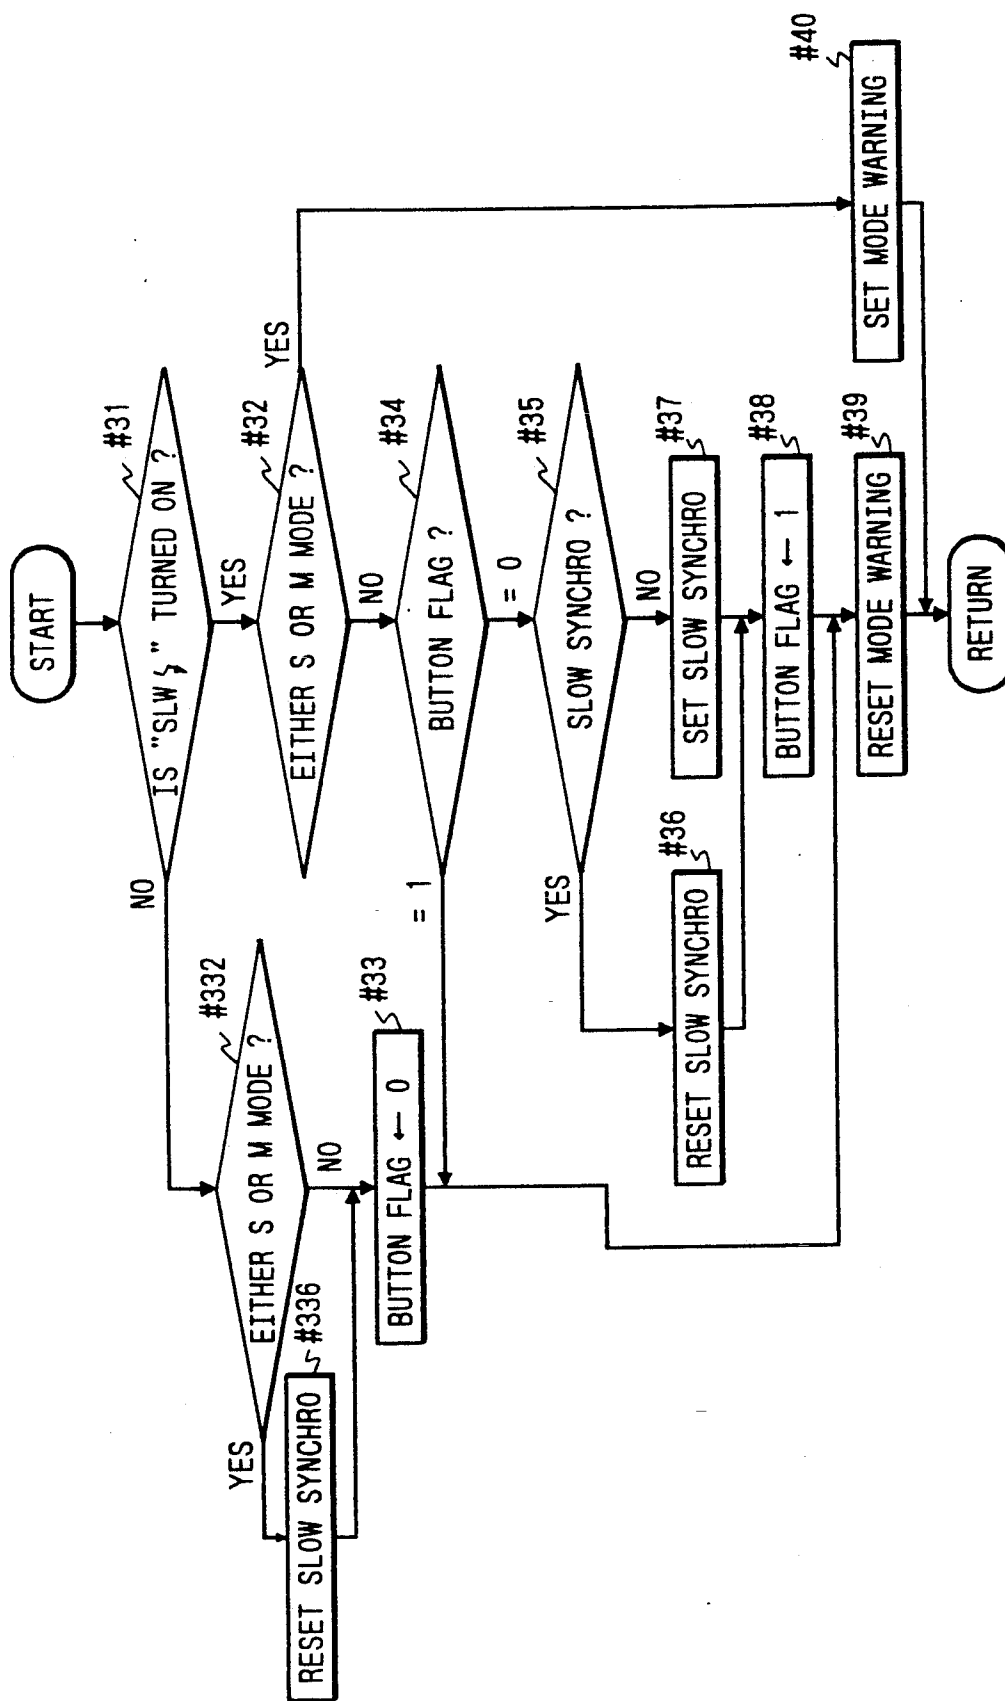 START
#31
IS "SLW ϟ" TURNED ON ?
NO
YES
#332
EITHER S OR M MODE ?
YES
NO
#32
EITHER S OR M MODE ?
YES
NO
#336
RESET SLOW SYNCHRO
#33
BUTTON FLAG ← 0
#34
BUTTON FLAG ?
= 1
= 0
#35
SLOW SYNCHRO ?
YES
NO
#36
RESET SLOW SYNCHRO
#37
SET SLOW SYNCHRO
#38
BUTTON FLAG ← 1
#39
RESET MODE WARNING
#40
SET MODE WARNING
RETURN